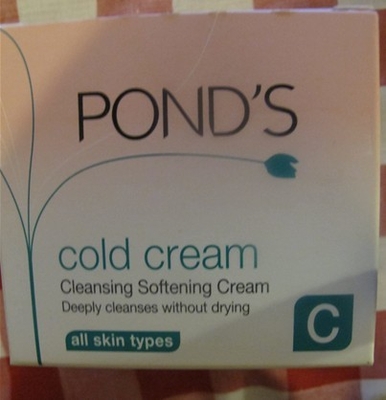 POND'S
cold cream
Cleansing Softening Cream
Deeply cleanses without drying
all skin types
C